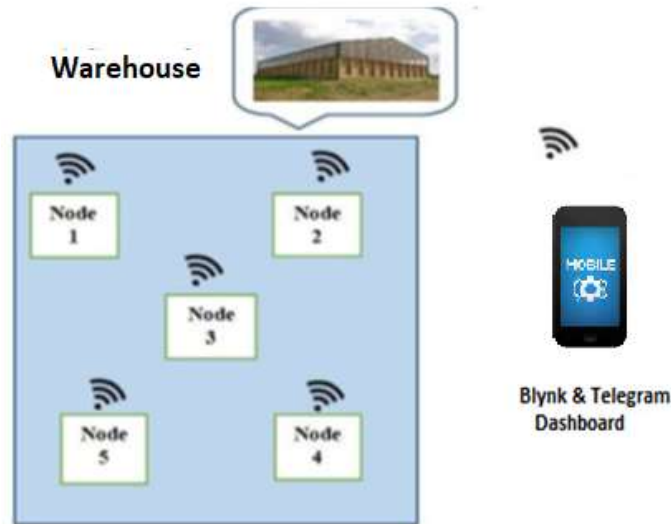 Warehouse
Node
1
Node
2
Node
3
Node
5
Node
4
MOBILE
Blynk & Telegram
Dashboard